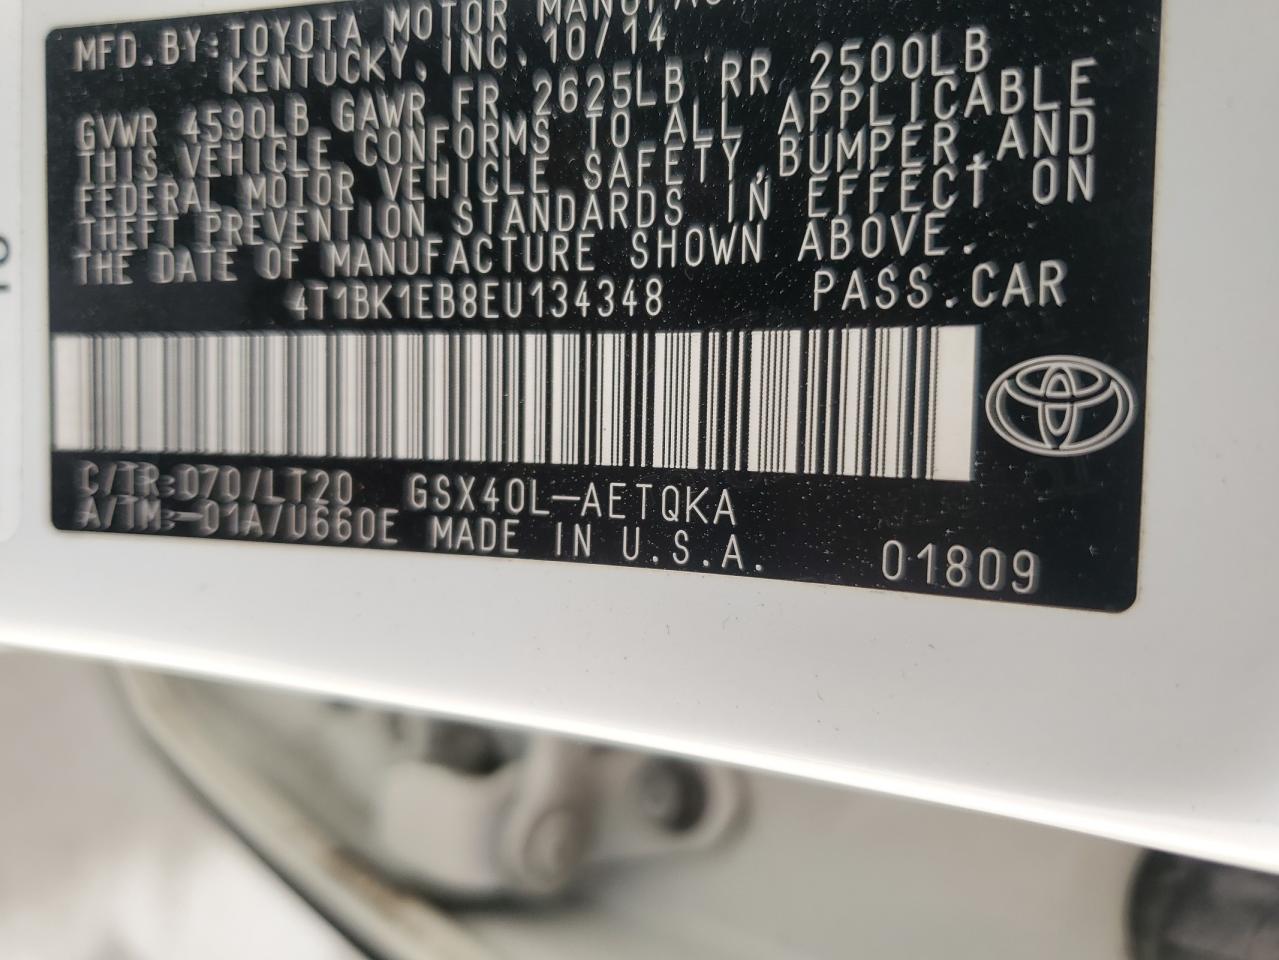 MFD.BY:TOYOTA MOTOR
KENTUCKY, INC. 10/14
GVWR 4590LB GAWR FR 2625LB RR 2500LB
THIS VEHICLE CONFORMS TO ALL APPLICABLE
FEDERAL MOTOR VEHICLE SAFETY,BUMPER,AND
THEFT PREVENTION STANDARDS IN EFFECT ON
THE DATE OF MANUFACTURE SHOWN ABOVE.
4T1BK1EB8EU134348 PASS.CAR
C/TR:070/LT20 GSX40L-AETQKA
A/TM:-01A/U660E MADE IN U.S.A. 01809